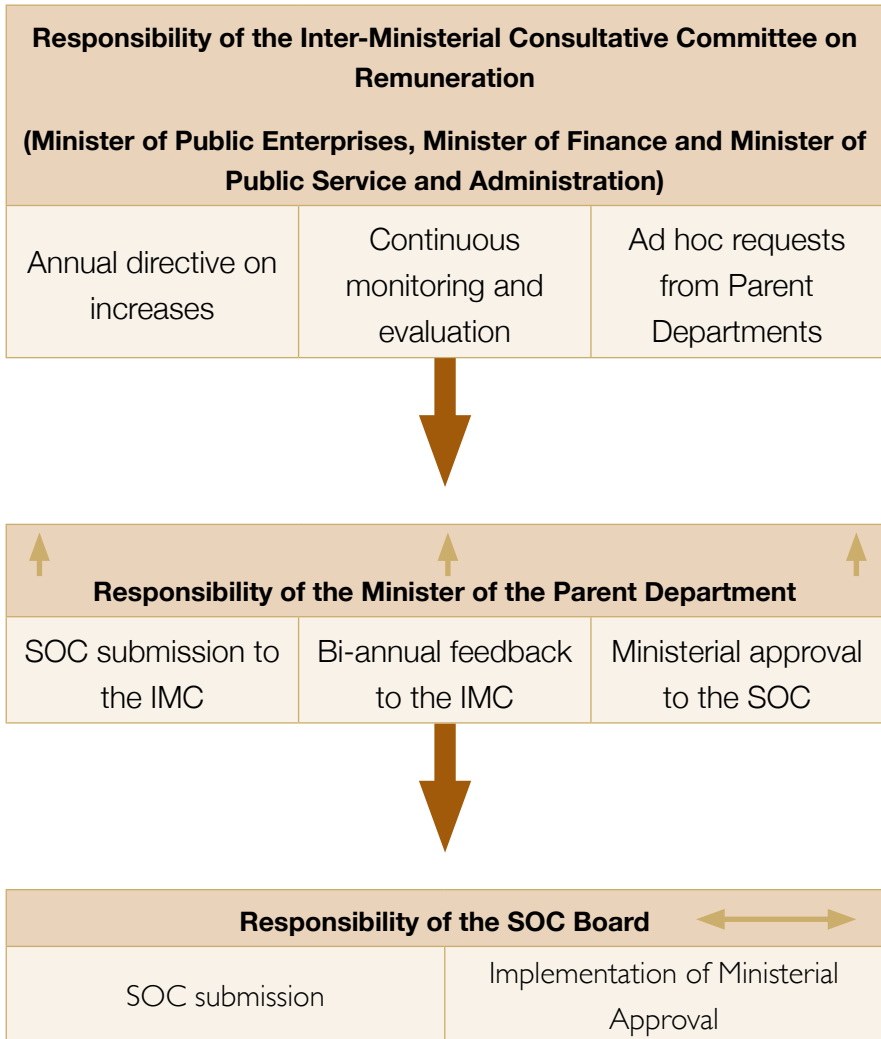 Responsibility of the Inter-Ministerial Consultative Committee on
Remuneration
(Minister of Public Enterprises, Minister of Finance and Minister of
Public Service and Administration)
Annual directive on
increases
Continuous
monitoring and
evaluation
Ad hoc requests
from Parent
Departments
Responsibility of the Minister of the Parent Department
SOC submission to
the IMC
Bi-annual feedback
to the IMC
Ministerial approval
to the SOC
Responsibility of the SOC Board
SOC submission
Implementation of Ministerial
Approval